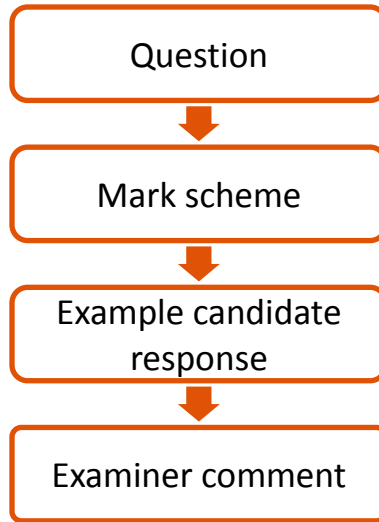 Question
Mark scheme
Example candidate
response
Examiner comment